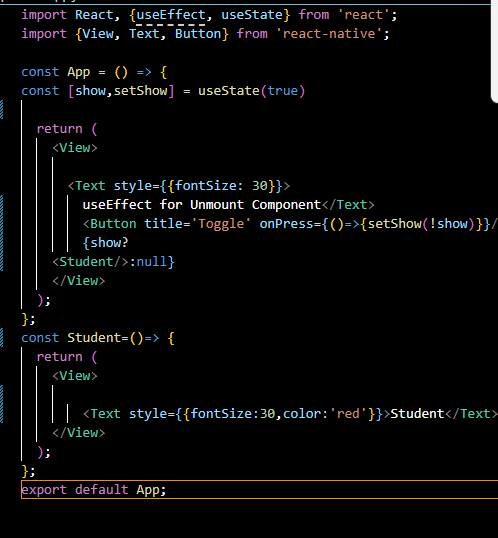 import React, {useEffect, useState} from 'react';
import {View, Text, Button} from 'react-native';
const App = () => {
const [show,setShow] = useState(true)
return (
<View>
<Text style={{fontSize: 30}}>
useEffect for Unmount Component</Text>
<Button title='Toggle' onPress={()=>{setShow(!show)}}/
{show?
<Student/>:null}
</View>
);
};
const Student=()=> {
return (
<View>
<Text style={{fontSize:30,color:'red'}}>Student</Text>
</View>
);
};
export default App;